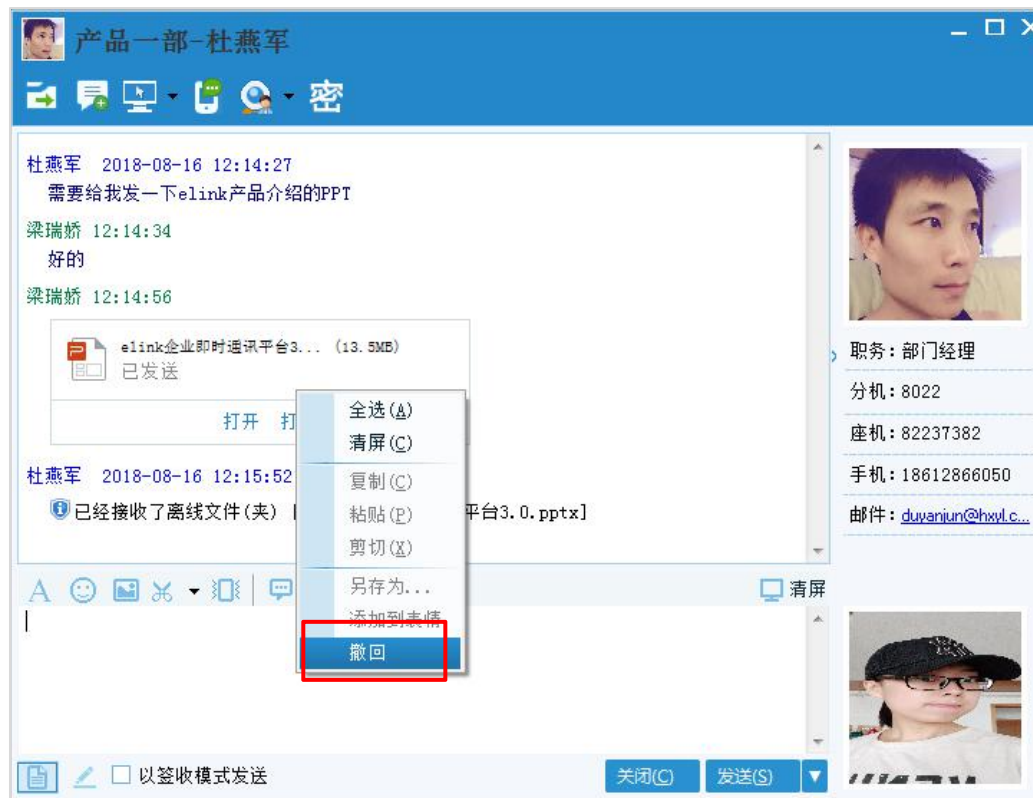 产品一部-杜燕军
密
杜燕军 2018-08-16 12:14:27
需要给我发一下elink产品介绍的PPT
梁瑞娇 12:14:34
好的
梁瑞娇 12:14:56
elink企业即时通讯平台3... (13.5MB)
已发送
打开 打
杜燕军 2018-08-16 12:15:52
已经接收了离线文件(夹) [
平台3.0.pptx]
全选(A)
清屏(C)
复制(C)
粘贴(P)
剪切(X)
另存为...
添加到表情
撤回
清屏
以签收模式发送
关闭(C)
发送(S)
职务:部门经理
分机:8022
座机:82237382
手机:18612866050
邮件:duyanjun@hxyl.c...